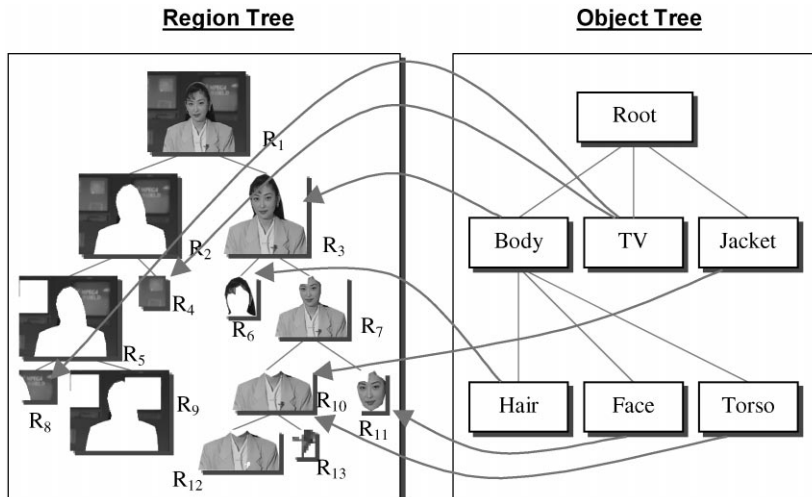 Region Tree
Object Tree
R1
Root
R2
R3
Body
TV
Jacket
R4
R6
R7
R5
R8
R9
R10
R11
Hair
Face
Torso
R12
R13